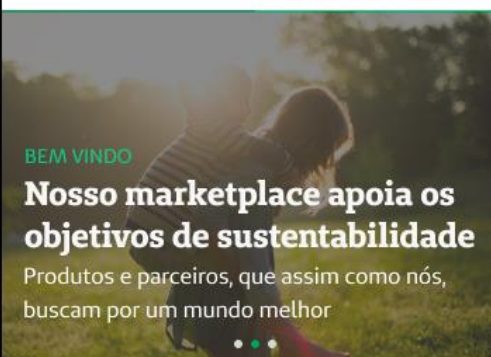 BEM VINDO
Nosso marketplace apoia os
objetivos de sustentabilidade
Produtos e parceiros, que assim como nós,
buscam por um mundo melhor